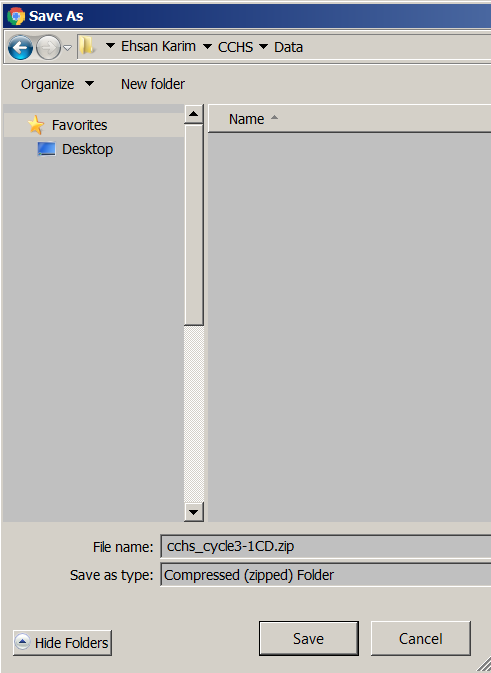 Save As
Ehsan Karim CCHS Data
Organize New folder
Favorites
Desktop
Name
File name: cchs_cycle3-1CD.zip
Save as type: Compressed (zipped) Folder
Hide Folders Save Cancel